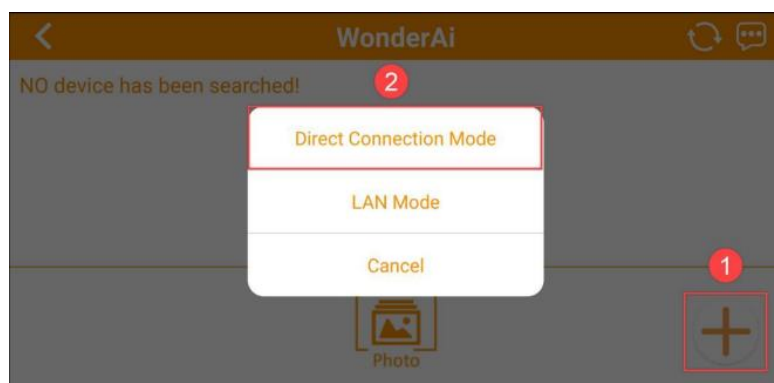 WonderAi
NO device has been searched!
2
Direct Connection Mode
LAN Mode
Cancel
1
Photo